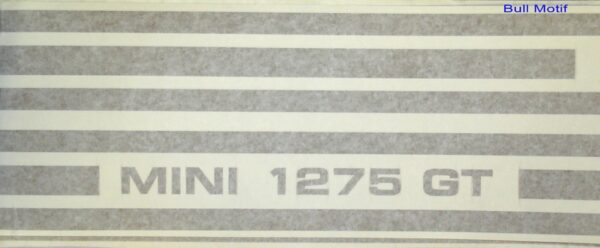 Bull Motif
MINI 1275 GT